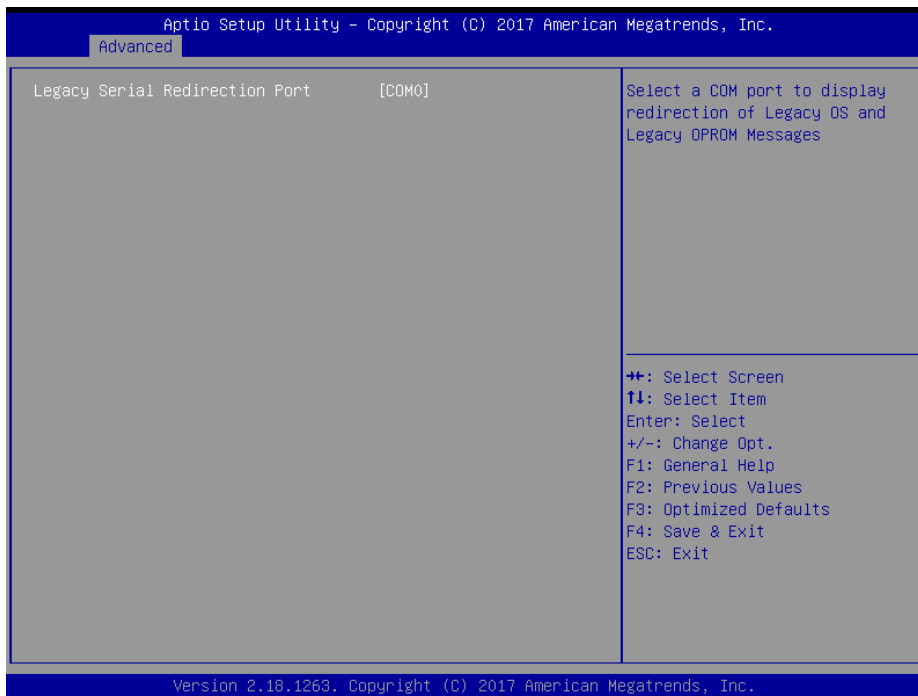 Aptio Setup Utility – Copyright (C) 2017 American Megatrends, Inc.
Advanced
Legacy Serial Redirection Port [COM0]
Select a COM port to display
redirection of Legacy OS and
Legacy OPROM Messages
→←: Select Screen
↑↓: Select Item
Enter: Select
+/-: Change Opt.
F1: General Help
F2: Previous Values
F3: Optimized Defaults
F4: Save & Exit
ESC: Exit
Version 2.18.1263. Copyright (C) 2017 American Megatrends, Inc.